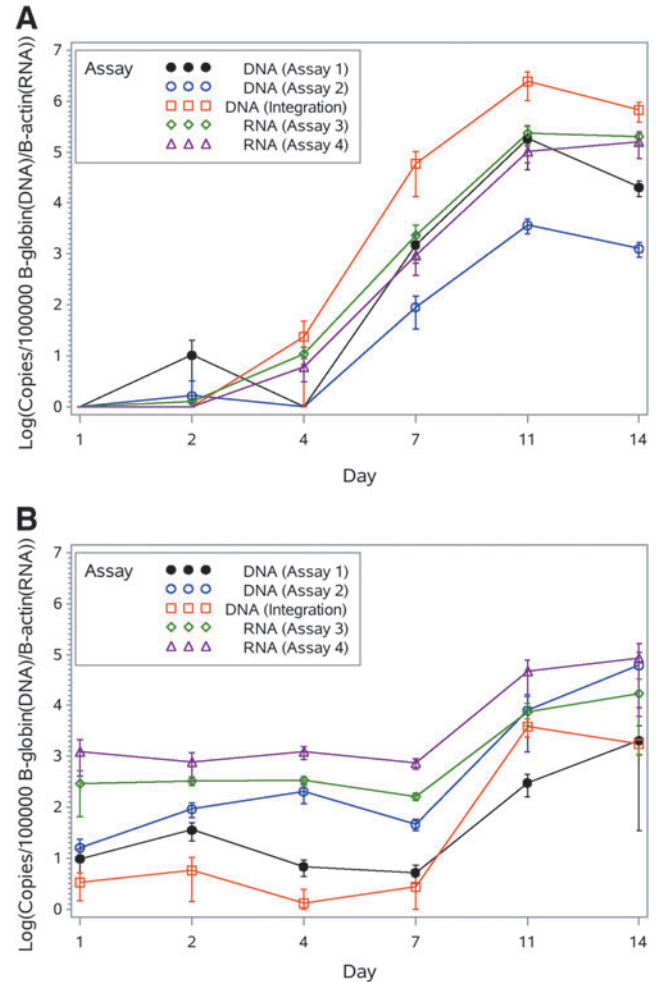 A
Log(Copies/100000 B-globin(DNA)/B-actin(RNA))
7
6
5
4
3
2
1
0
Assay
DNA (Assay 1)
DNA (Assay 2)
DNA (Integration)
RNA (Assay 3)
RNA (Assay 4)
1 2 4 7 11 14
Day
B
Log(Copies/100000 B-globin(DNA)/B-actin(RNA))
7
6
5
4
3
2
1
0
Assay
DNA (Assay 1)
DNA (Assay 2)
DNA (Integration)
RNA (Assay 3)
RNA (Assay 4)
1 2 4 7 11 14
Day